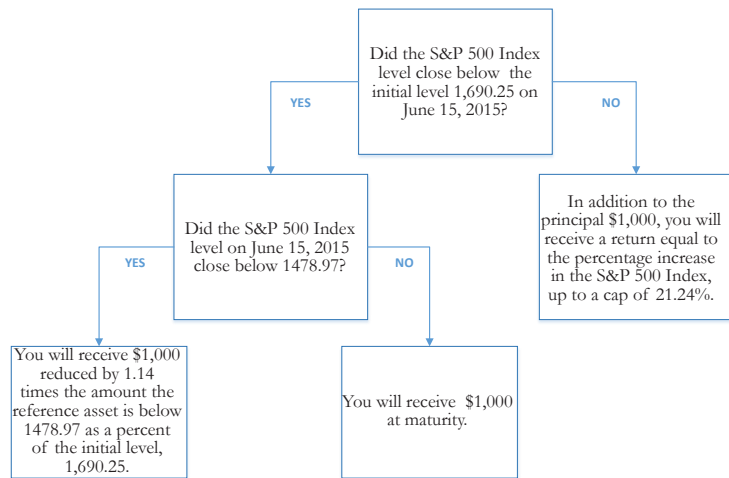 Did the S&P 500 Index
level close below the
initial level 1,690.25 on
June 15, 2015?
YES
NO
Did the S&P 500 Index
level on June 15, 2015
close below 1478.97?
In addition to the
principal $1,000, you will
receive a return equal to
the percentage increase
in the S&P 500 Index,
up to a cap of 21.24%.
YES
NO
You will receive $1,000
reduced by 1.14
times the amount the
reference asset is below
1478.97 as a percent
of the initial level,
1,690.25.
You will receive $1,000
at maturity.